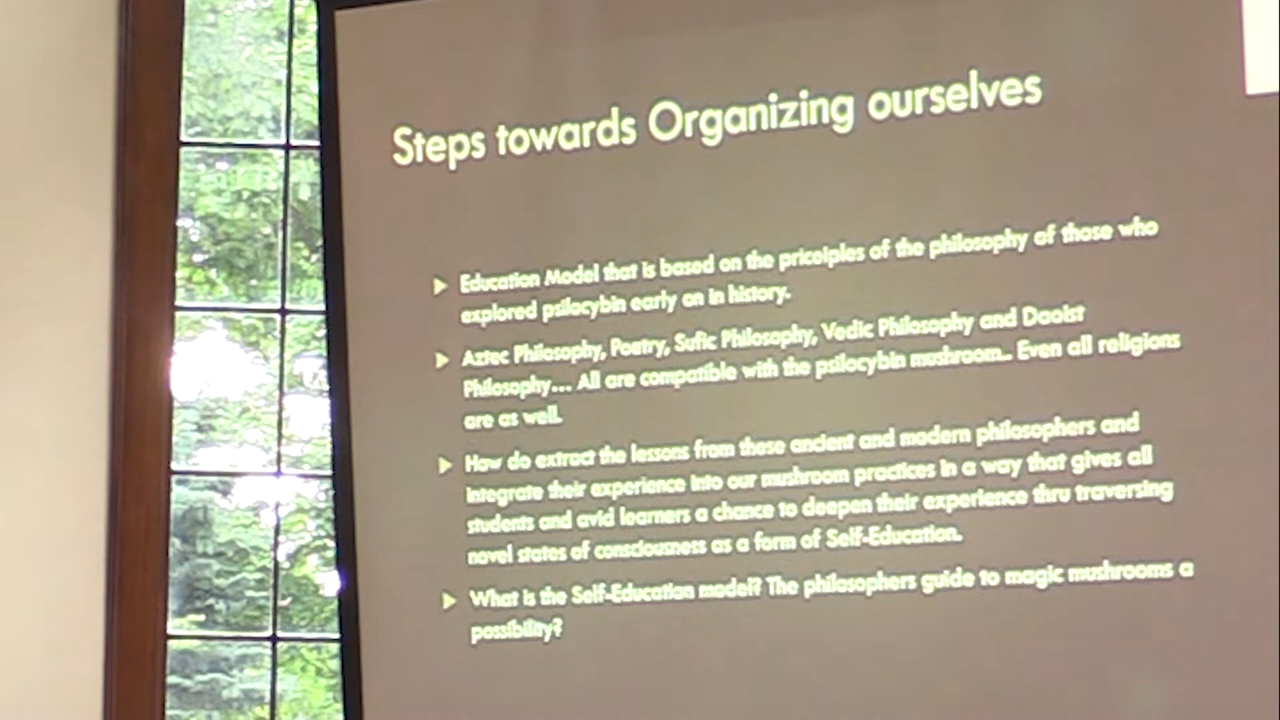 Steps towards Organizing ourselves
Education Model that is based on the priceiples of the philosophy of those who
explored psilocybin early on in history.
Aztec Philosophy, Poetry, Sufic Philosophy, Vedic Philosophy and Daoist
Philosophy... All are compatible with the psilocybin mushroom.. Even all religions
are as well.
How do extract the lessons from these ancient and modern philosophers and
integrate their experience into our mushroom practices in a way that gives all
students and avid learners a chance to deepen their experience thru traversing
novel states of consciousness as a form of Self-Education.
What is the Self-Education model? The philosophers guide to magic mushrooms a
possibility?